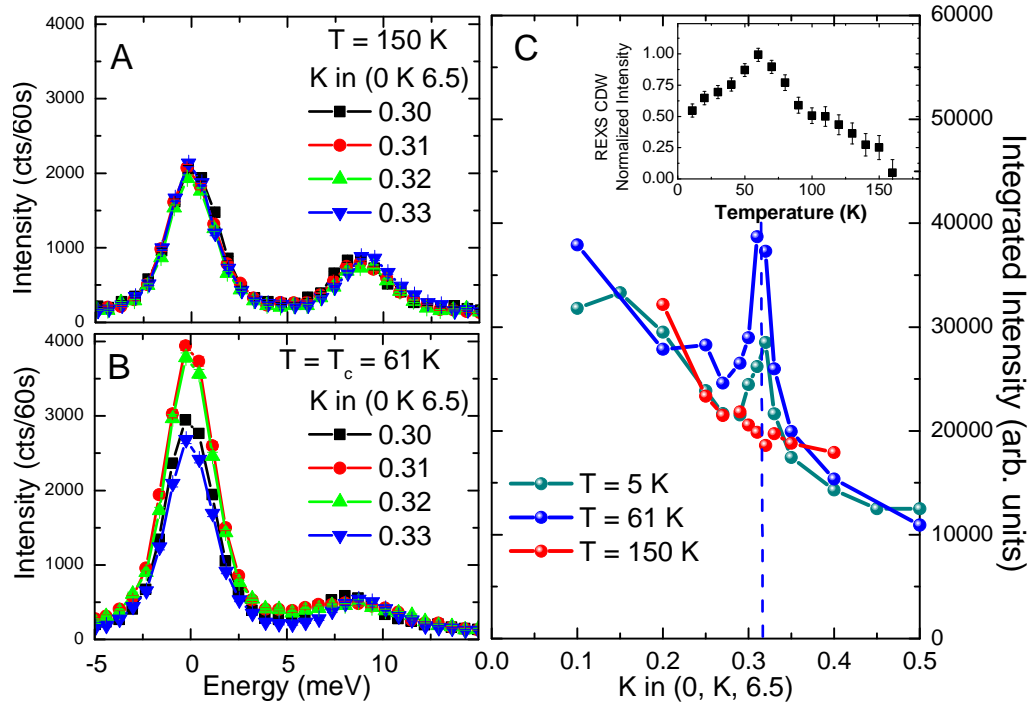 A
T = 150 K
K in (0 K 6.5)
0.30
0.31
0.32
0.33
4000
3000
2000
1000
0
Intensity (cts/60s)
B
T = Tc = 61 K
K in (0 K 6.5)
0.30
0.31
0.32
0.33
4000
3000
2000
1000
0
Intensity (cts/60s)
-5
0
5
10
Energy (meV)
C
REXS CDW
Normalized Intensity
1.00
0.75
0.50
0.25
0.00
0
50
100
150
Temperature (K)
T = 5 K
T = 61 K
T = 150 K
60000
50000
40000
30000
20000
10000
0
Integrated Intensity (arb. units)
0.0
0.1
0.2
0.3
0.4
0.5
K in (0, K, 6.5)